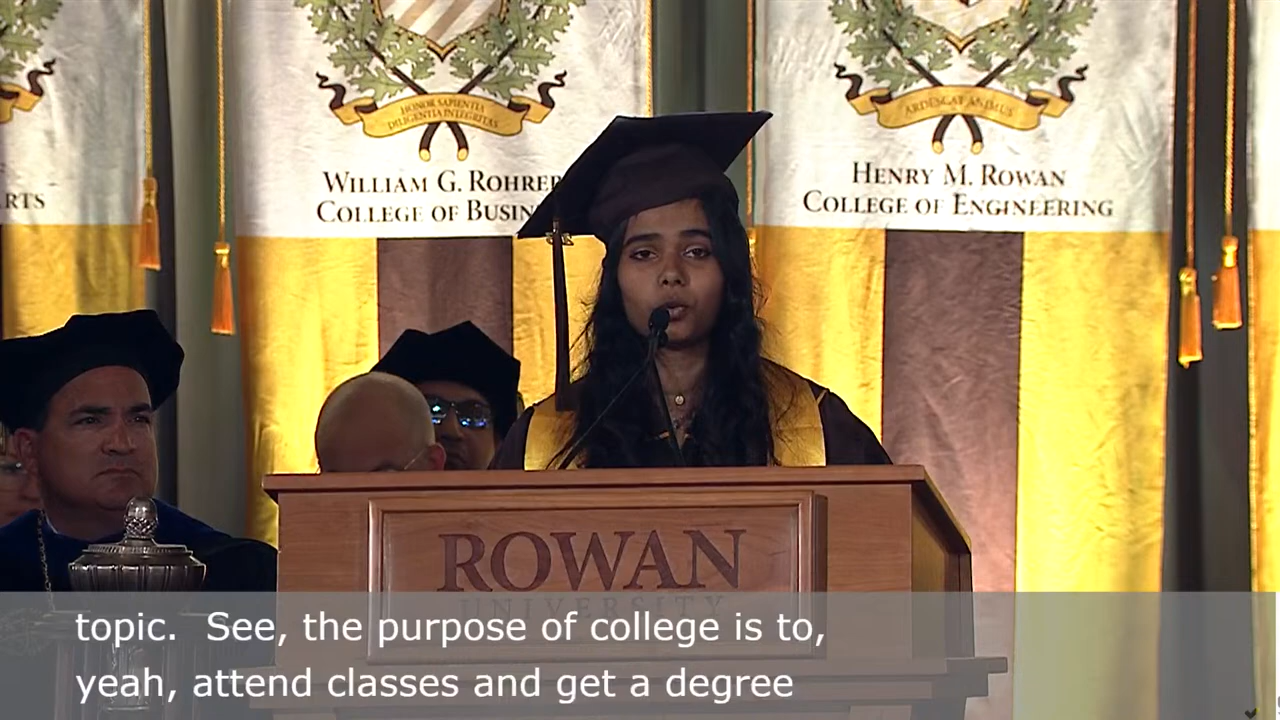 HONOR SAPIENTIA
DILIGENTIA INTEGRITAS
ARDESCAT ANIMUS
RTS
WILLIAM G. ROHRER
COLLEGE OF BUSIN
HENRY M. ROWAN
COLLEGE OF ENGINEERING
ROWAN
UNIVERSITY
topic.  See, the purpose of college is to,
yeah, attend classes and get a degree